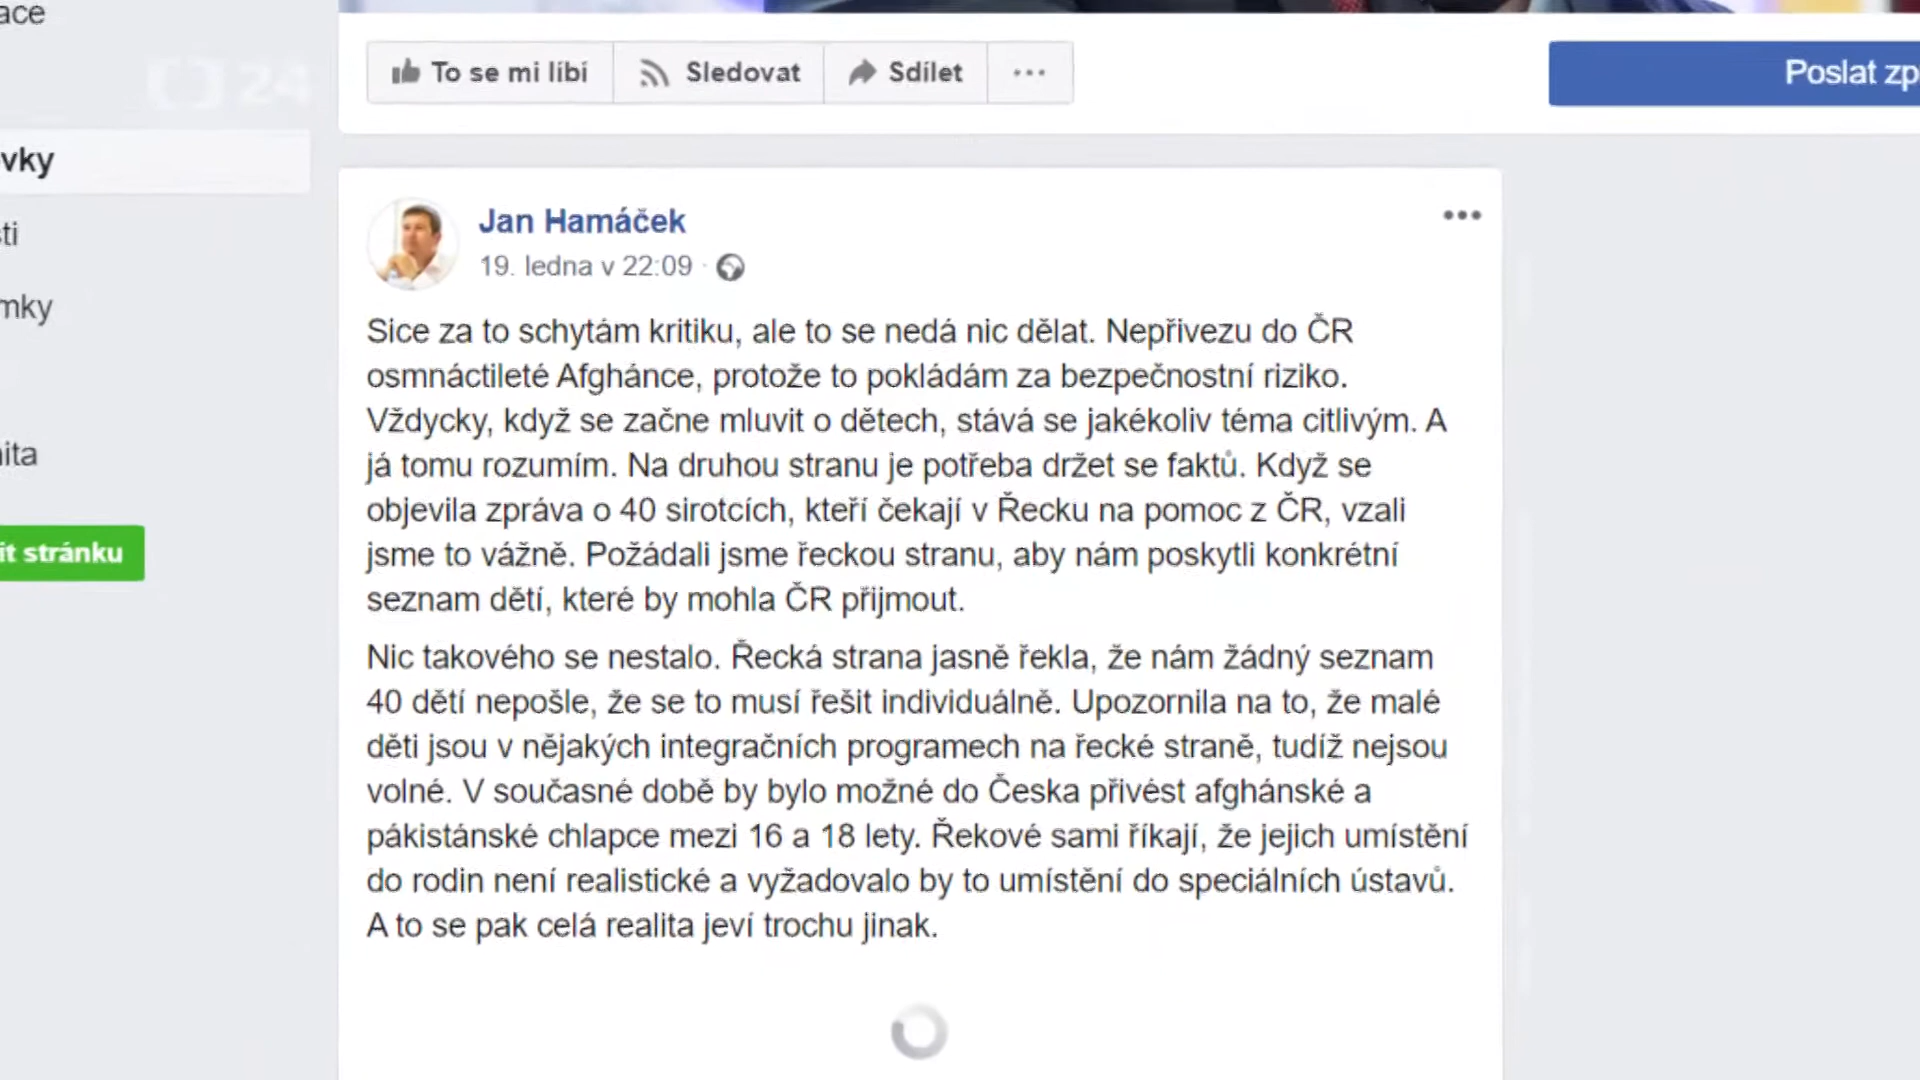 ace
24
To se mi líbí
Sledovat
Sdílet
Poslat zp
vky
Jan Hamáček
19. ledna v 22:09
ti
mky
ita
it stránku
Sice za to schytám kritiku, ale to se nedá nic dělat. Nepřivezu do ČR
osmnáctileté Afghánce, protože to pokládám za bezpečnostní riziko.
Vždycky, když se začne mluvit o dětech, stává se jakékoliv téma citlivým. A
já tomu rozumím. Na druhou stranu je potřeba držet se faktů. Když se
objevila zpráva o 40 sirotcích, kteří čekají v Řecku na pomoc z ČR, vzali
jsme to vážně. Požádali jsme řeckou stranu, aby nám poskytli konkrétní
seznam dětí, které by mohla ČR přijmout.
Nic takového se nestalo. Řecká strana jasně řekla, že nám žádný seznam
40 dětí nepošle, že se to musí řešit individuálně. Upozornila na to, že malé
děti jsou v nějakých integračních programech na řecké straně, tudíž nejsou
volné. V současné době by bylo možné do Česka přivést afghánské a
pákistánské chlapce mezi 16 a 18 lety. Řekové sami říkají, že jejich umístění
do rodin není realistické a vyžadovalo by to umístění do speciálních ústavů.
A to se pak celá realita jeví trochu jinak.